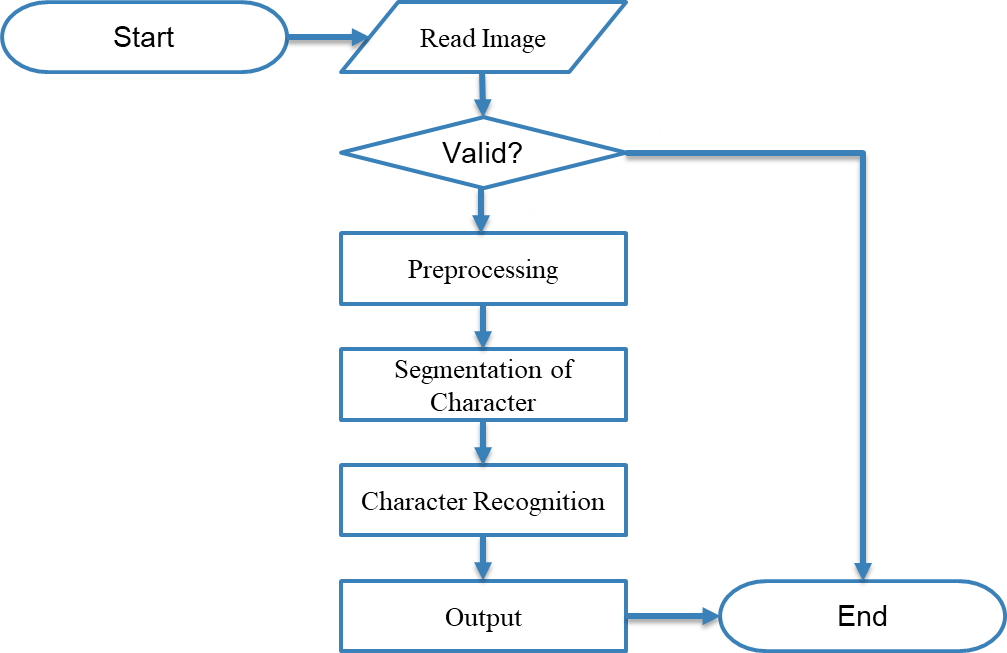 Start
Read Image
Valid?
Preprocessing
Segmentation of
Character
Character Recognition
Output
End